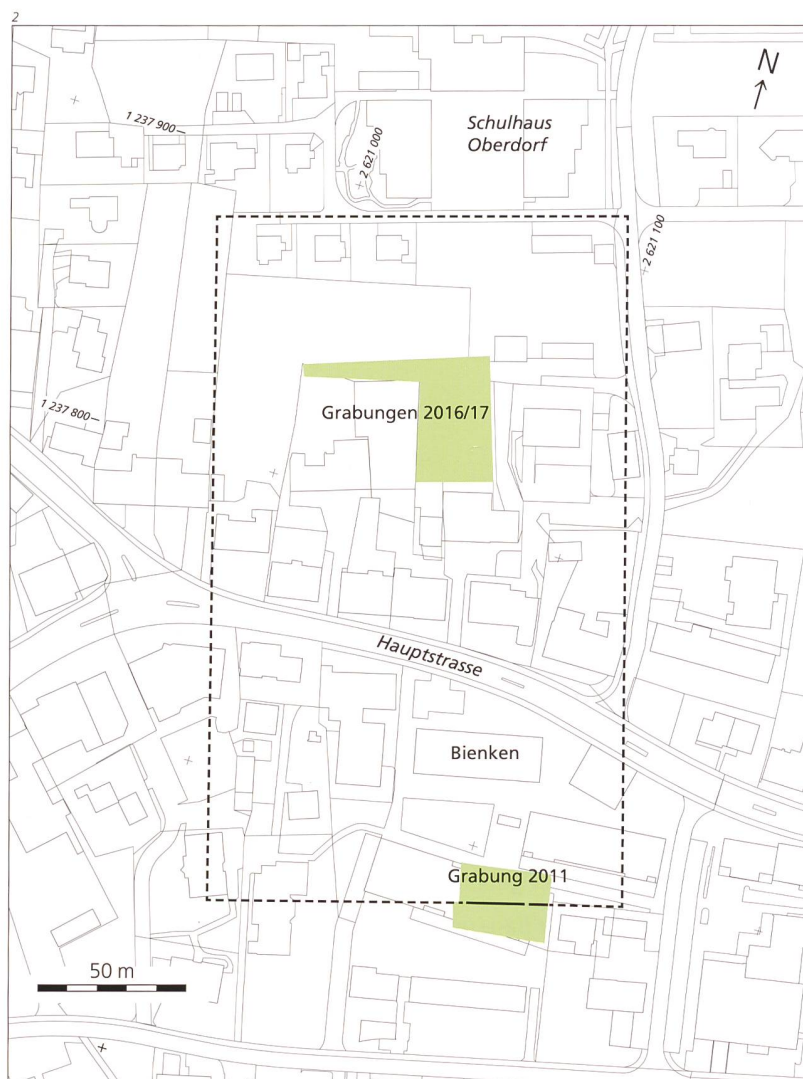 2
N
1 237 900
2 621 000
Schulhaus
Oberdorf
2 621 100
1 237 800
Grabungen 2016/17
Hauptstrasse
Bienken
Grabung 2011
50 m